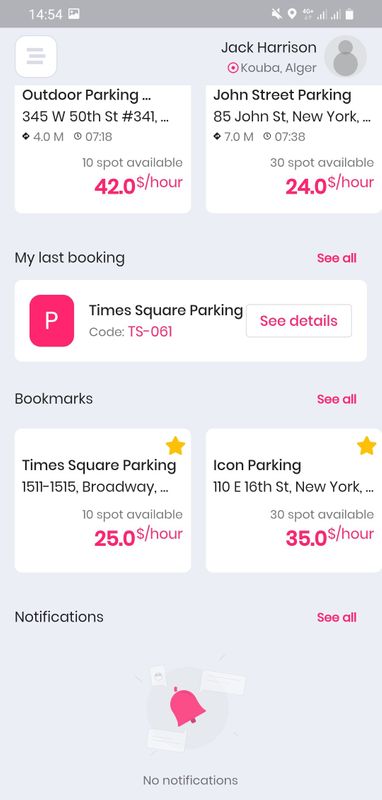 14:54
4G+
Jack Harrison
Kouba, Alger
Outdoor Parking ...
345 W 50th St #341, ...
4.0 M 07:18
10 spot available
42.0$/hour
John Street Parking
85 John St, New York, ...
7.0 M 07:38
30 spot available
24.0$/hour
My last booking
See all
P
Times Square Parking
Code: TS-061
See details
Bookmarks
See all
Times Square Parking
1511-1515, Broadway, ...
10 spot available
25.0$/hour
Icon Parking
110 E 16th St, New York, ...
30 spot available
35.0$/hour
Notifications
See all
No notifications